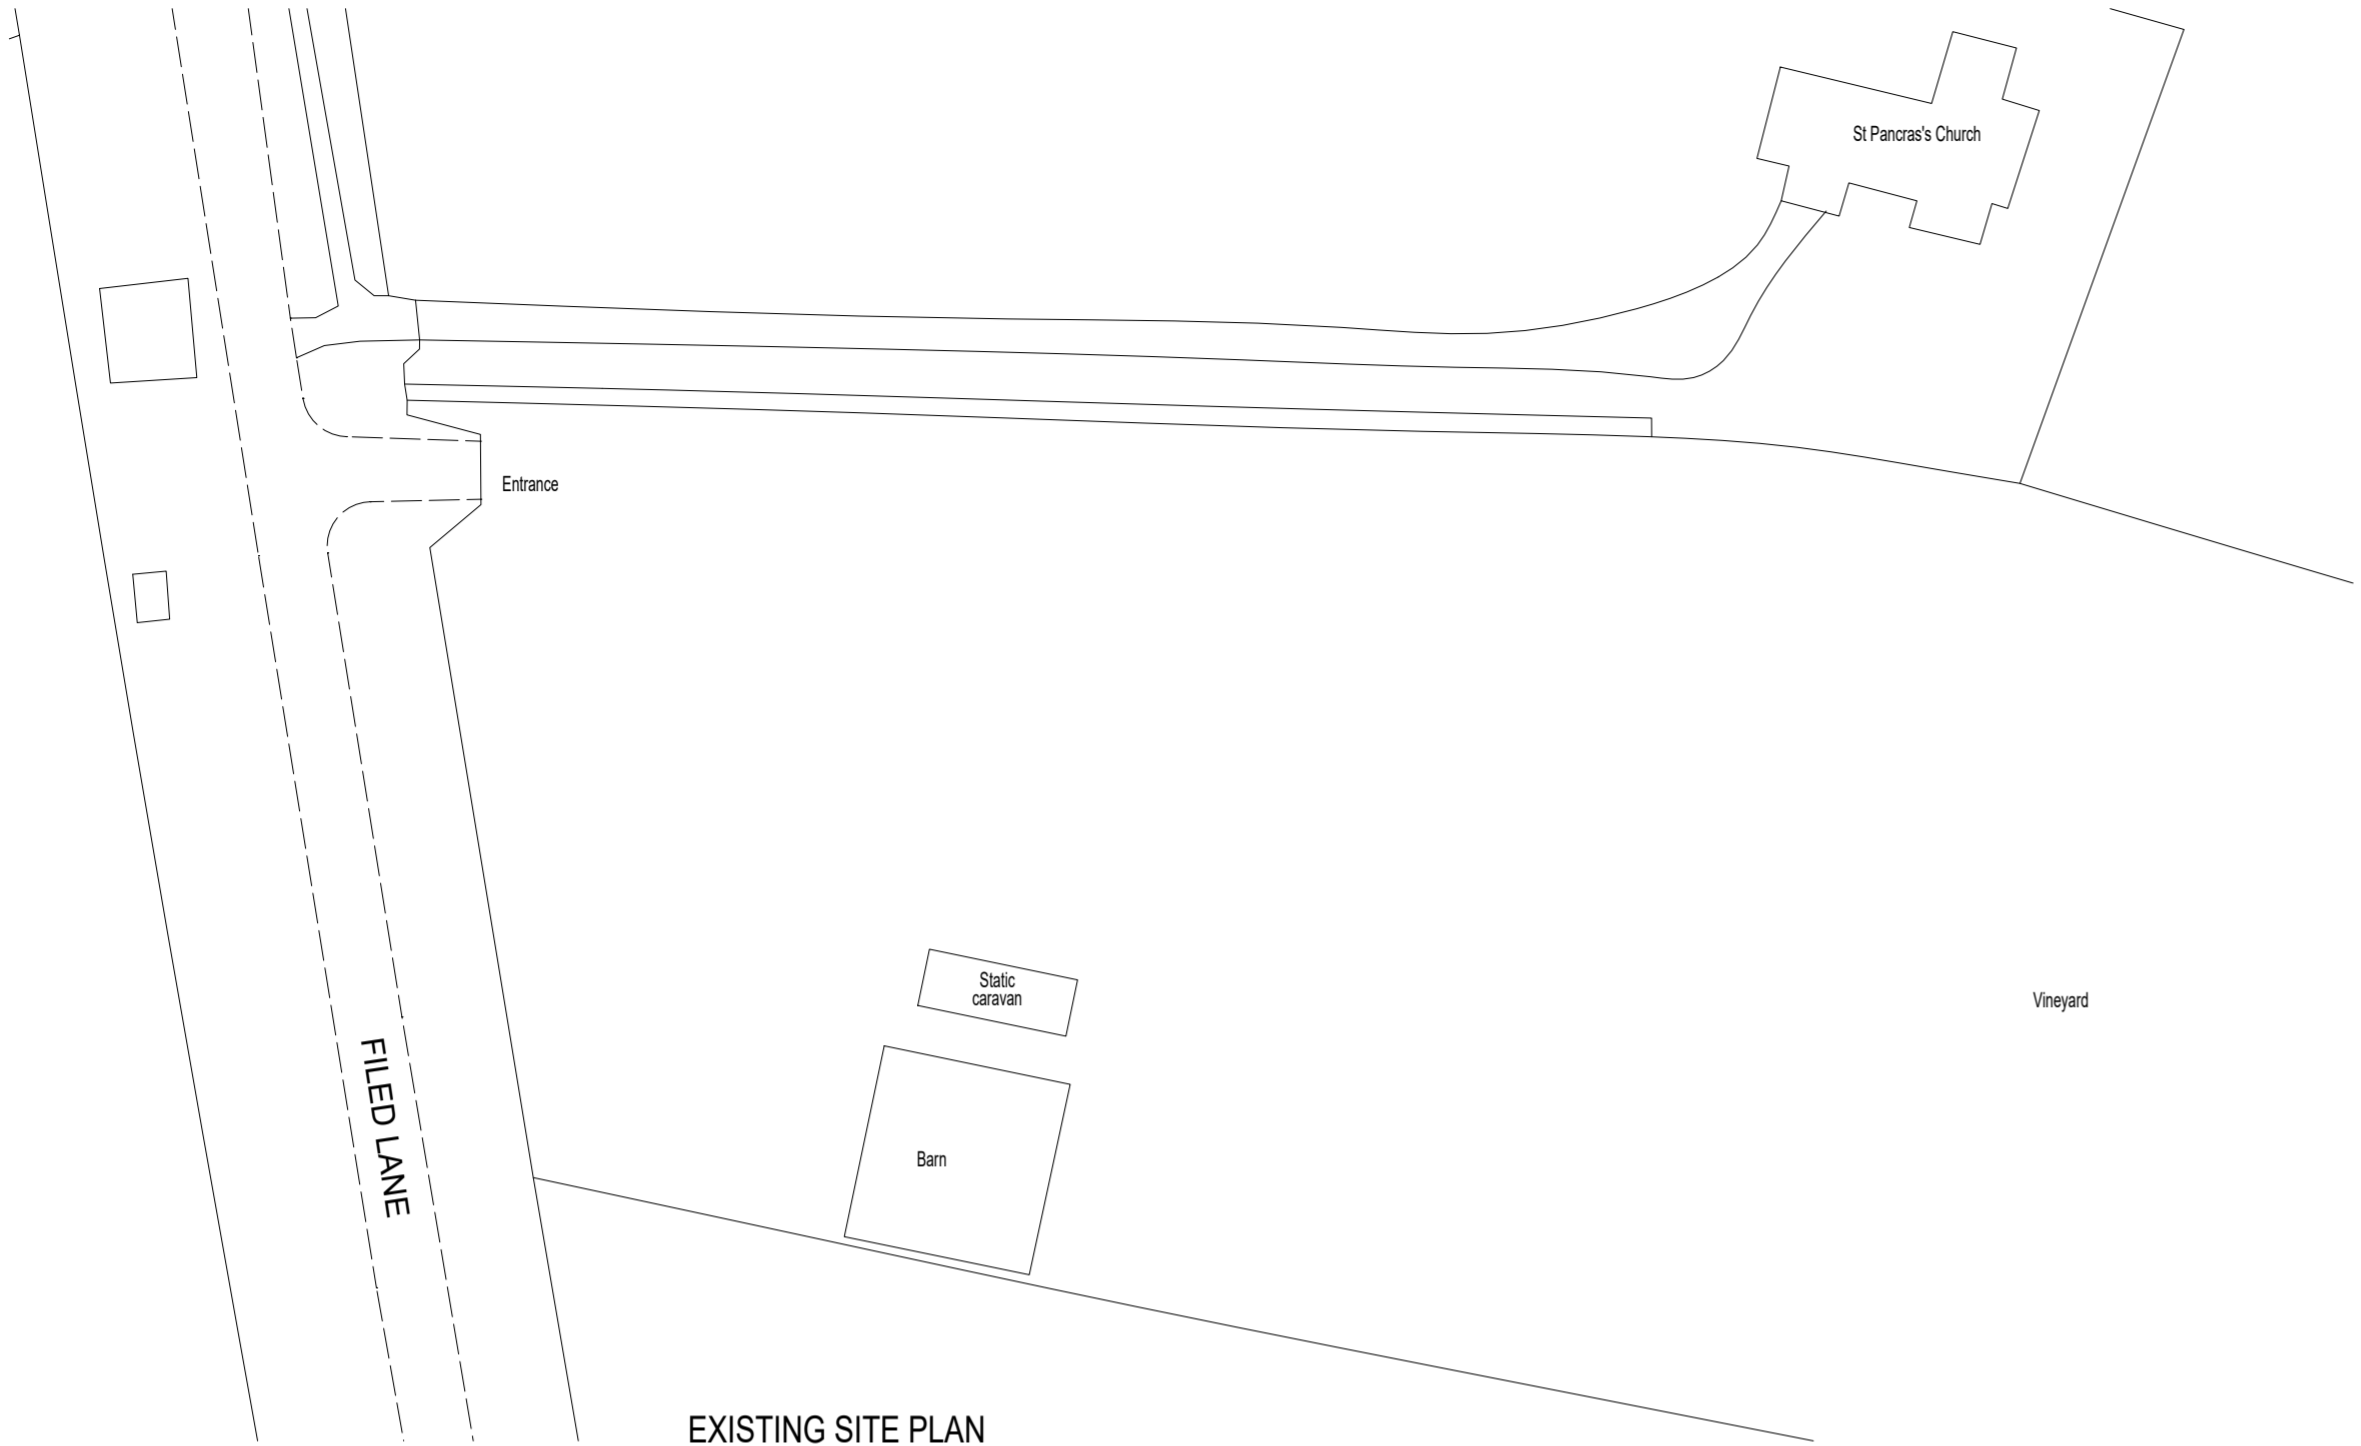 St Pancras's Church
Entrance
Static
caravan
Vineyard
FILED LANE
Barn
EXISTING SITE PLAN